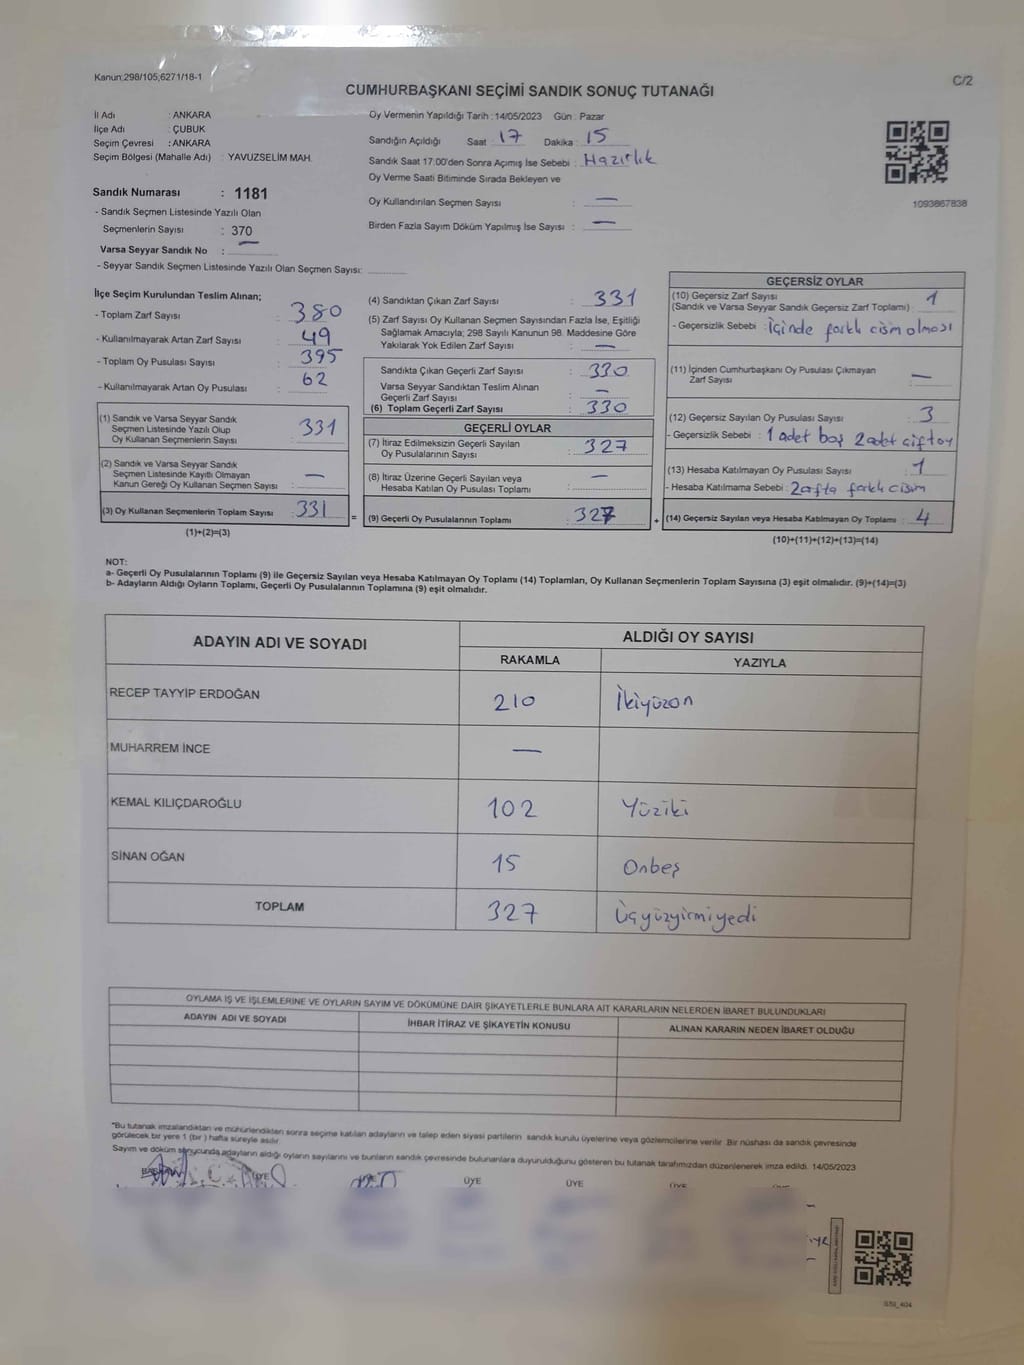 Kanun:298/105;6271/18-1
C/2
CUMHURBAŞKANI SEÇİMİ SANDIK SONUÇ TUTANAĞI
İl Adı : ANKARA
İlçe Adı : ÇUBUK
Seçim Çevresi : ANKARA
Seçim Bölgesi (Mahalle Adı) : YAVUZSELİM MAH.
Sandık Numarası : 1181
- Sandık Seçmen Listesinde Yazılı Olan
Seçmenlerin Sayısı : 370
Varsa Seyyar Sandık No : —
- Seyyar Sandık Seçmen Listesinde Yazılı Olan Seçmen Sayısı:
Oy Vermenin Yapıldığı Tarih : 14/05/2023 Gün : Pazar
Sandığın Açıldığı Saat : 17 Dakika : 15
Sandık Saat 17:00'den Sonra Açılmış İse Sebebi : Hazırlık
Oy Verme Saati Bitiminde Sırada Bekleyen ve
Oy Kullandırılan Seçmen Sayısı : —
Birden Fazla Sayım Döküm Yapılmış İse Sayısı : —
1093867838
İlçe Seçim Kurulundan Teslim Alınan;
- Toplam Zarf Sayısı : 380
- Kullanılmayarak Artan Zarf Sayısı : 49
- Toplam Oy Pusulası Sayısı : 395
- Kullanılmayarak Artan Oy Pusulası : 62
(1) Sandık ve Varsa Seyyar Sandık
Seçmen Listesinde Yazılı Olup
Oy Kullanan Seçmenlerin Sayısı : 331
(2) Sandık ve Varsa Seyyar Sandık
Seçmen Listesinde Kayıtlı Olmayan
Kanun Gereği Oy Kullanan Seçmen Sayısı : —
(3) Oy Kullanan Seçmenlerin Toplam Sayısı : 331
(1)+(2)=(3)
(4) Sandıktan Çıkan Zarf Sayısı : 331
(5) Zarf Sayısı Oy Kullanan Seçmen Sayısından Fazla İse, Eşitliği
Sağlamak Amacıyla; 298 Sayılı Kanunun 98. Maddesine Göre
Yakılarak Yok Edilen Zarf Sayısı : —
Sandıkta Çıkan Geçerli Zarf Sayısı : 330
Varsa Seyyar Sandıktan Teslim Alınan
Geçerli Zarf Sayısı : —
(6) Toplam Geçerli Zarf Sayısı : 330
GEÇERLİ OYLAR
(7) İtiraz Edilmeksizin Geçerli Sayılan
Oy Pusulalarının Sayısı : 327
(8) İtiraz Üzerine Geçerli Sayılan veya
Hesaba Katılan Oy Pusulası Toplamı : —
= (9) Geçerli Oy Pusulalarının Toplamı : 327
GEÇERSİZ OYLAR
(10) Geçersiz Zarf Sayısı
(Sandık ve Varsa Seyyar Sandık Geçersiz Zarf Toplamı) : 1
- Geçersizlik Sebebi : İçinde farklı cisim olması
(11) İçinden Cumhurbaşkanı Oy Pusulası Çıkmayan
Zarf Sayısı : —
(12) Geçersiz Sayılan Oy Pusulası Sayısı : 3
- Geçersizlik Sebebi : 1 adet boş 2 adet çift oy
(13) Hesaba Katılmayan Oy Pusulası Sayısı : 1
- Hesaba Katılmama Sebebi : Zarfta farklı cisim
+ (14) Geçersiz Sayılan veya Hesaba Katılmayan Oy Toplamı : 4
(10)+(11)+(12)+(13)=(14)
NOT:
a- Geçerli Oy Pusulalarının Toplamı (9) ile Geçersiz Sayılan veya Hesaba Katılmayan Oy Toplamı (14) Toplamları, Oy Kullanan Seçmenlerin Toplam Sayısına (3) eşit olmalıdır. (9)+(14)=(3)
b- Adayların Aldığı Oyların Toplamı, Geçerli Oy Pusulalarının Toplamına (9) eşit olmalıdır.
ADAYIN ADI VE SOYADI ALDIĞI OY SAYISI
RAKAMLA YAZIYLA
RECEP TAYYİP ERDOĞAN 210 İkiyüzon
MUHARREM İNCE —
KEMAL KILIÇDAROĞLU 102 Yüziki
SİNAN OĞAN 15 Onbeş
TOPLAM 327 Üçyüzyirmiyedi
OYLAMA İŞ VE İŞLEMLERİNE VE OYLARIN SAYIM VE DÖKÜMÜNE DAİR ŞİKAYETLERLE BUNLARA AİT KARARLARIN NELERDEN İBARET BULUNDUKLARI
ADAYIN ADI VE SOYADI İHBAR İTİRAZ VE ŞİKAYETİN KONUSU ALINAN KARARIN NEDEN İBARET OLDUĞU
"Bu tutanak imzalandıktan ve mühürlendikten sonra seçime katılan adayların ve talep eden siyasi partilerin sandık kurulu üyelerine veya gözlemcilerine verilir. Bir nüshası da sandık çevresinde
görülecek bir yere 1 (bir) hafta süreyle asılır.
Sayım ve döküm sonucunda adayların aldığı oyların sayılarını ve bunların sandık çevresinde bulunanlara duyurulduğunu gösteren bu tutanak tarafımızdan düzenlenerek imza edildi. 14/05/2023
BAŞKAN ÜYE ÜYE ÜYE ÜYE ÜYE